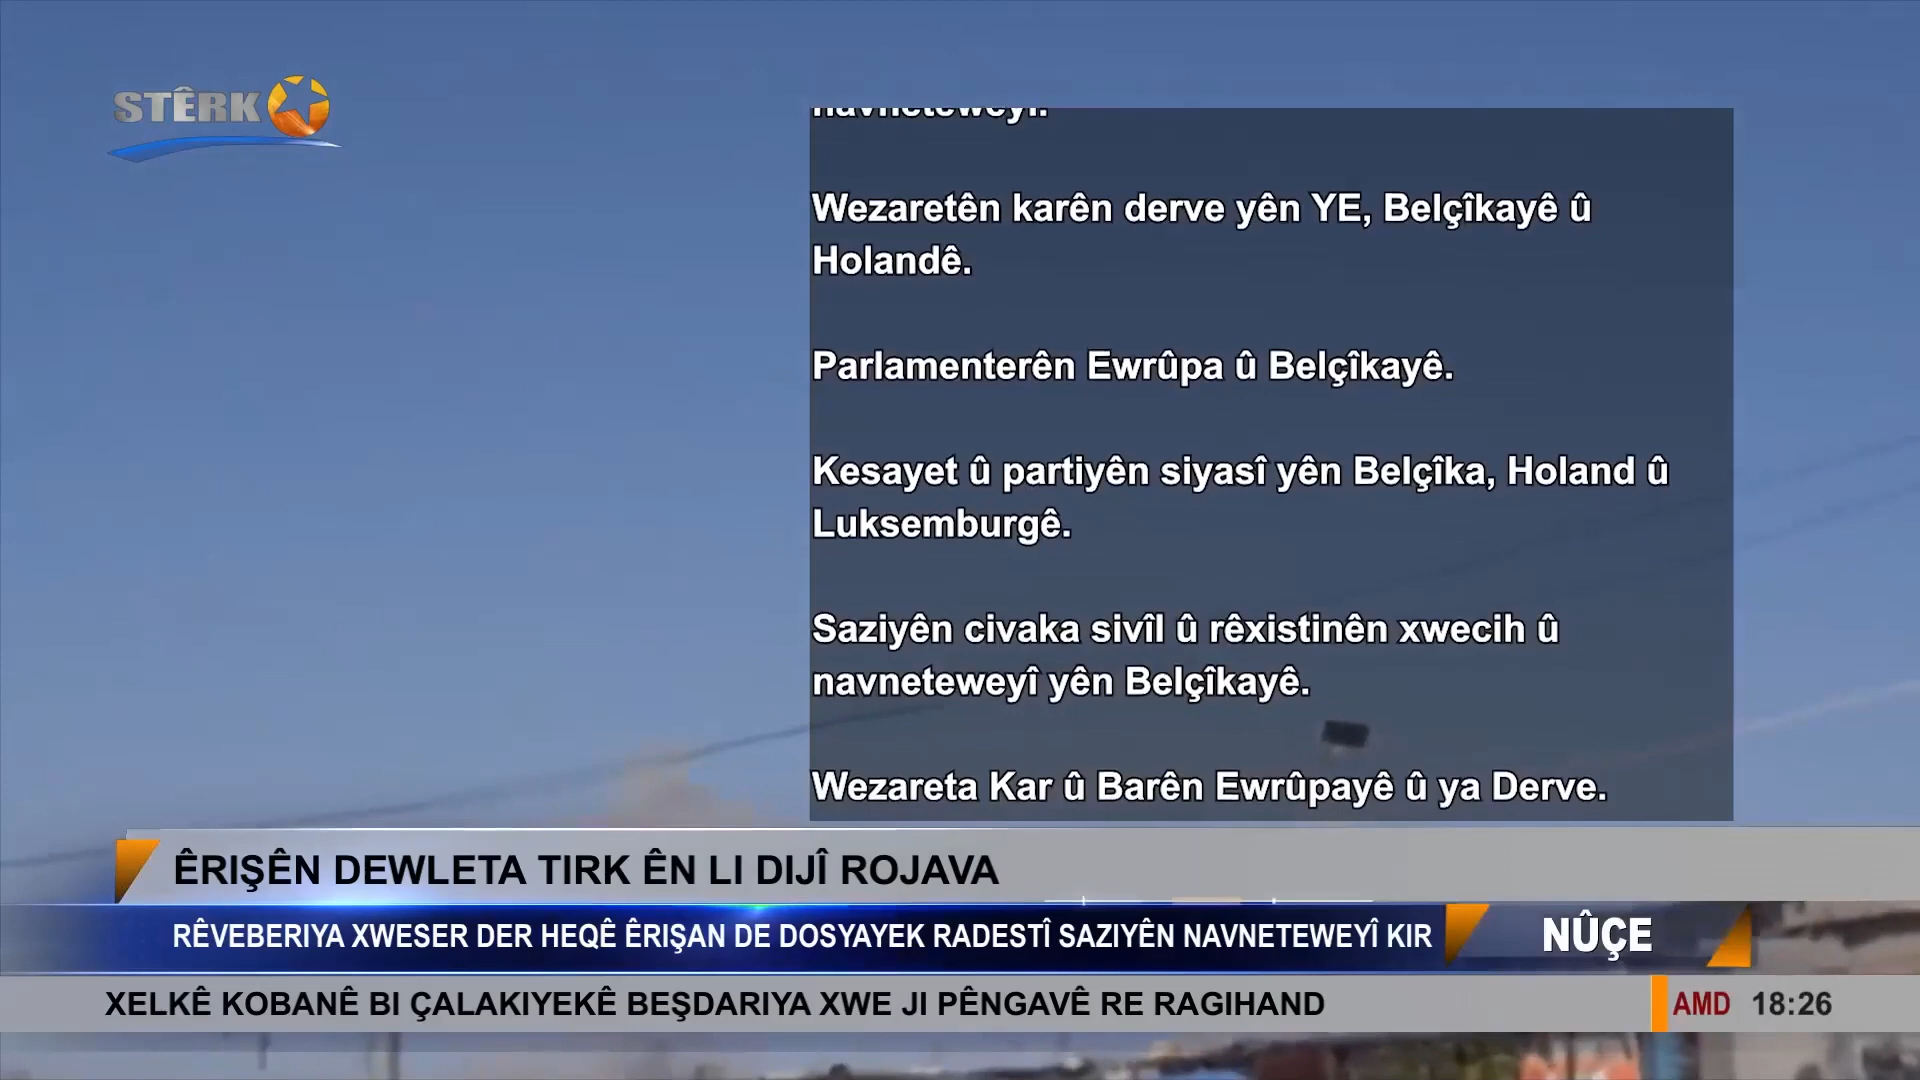 STÊRK
navneteweyî.
Wezaretên karên derve yên YE, Belçîkayê û
Holandê.
Parlamenterên Ewrûpa û Belçîkayê.
Kesayet û partiyên siyasî yên Belçîka, Holand û
Luksemburgê.
Saziyên civaka sivîl û rêxistinên xwecih û
navneteweyî yên Belçîkayê.
Wezareta Kar û Barên Ewrûpayê û ya Derve.
ÊRIŞÊN DEWLETA TIRK ÊN LI DIJÎ ROJAVA
RÊVEBERIYA XWESER DER HEQÊ ÊRIŞAN DE DOSYAYEK RADESTÎ SAZIYÊN NAVNETEWEYÎ KIR
NÛÇE
XELKÊ KOBANÊ BI ÇALAKIYEKÊ BEŞDARIYA XWE JI PÊNGAVÊ RE RAGIHAND
AMD 18:26